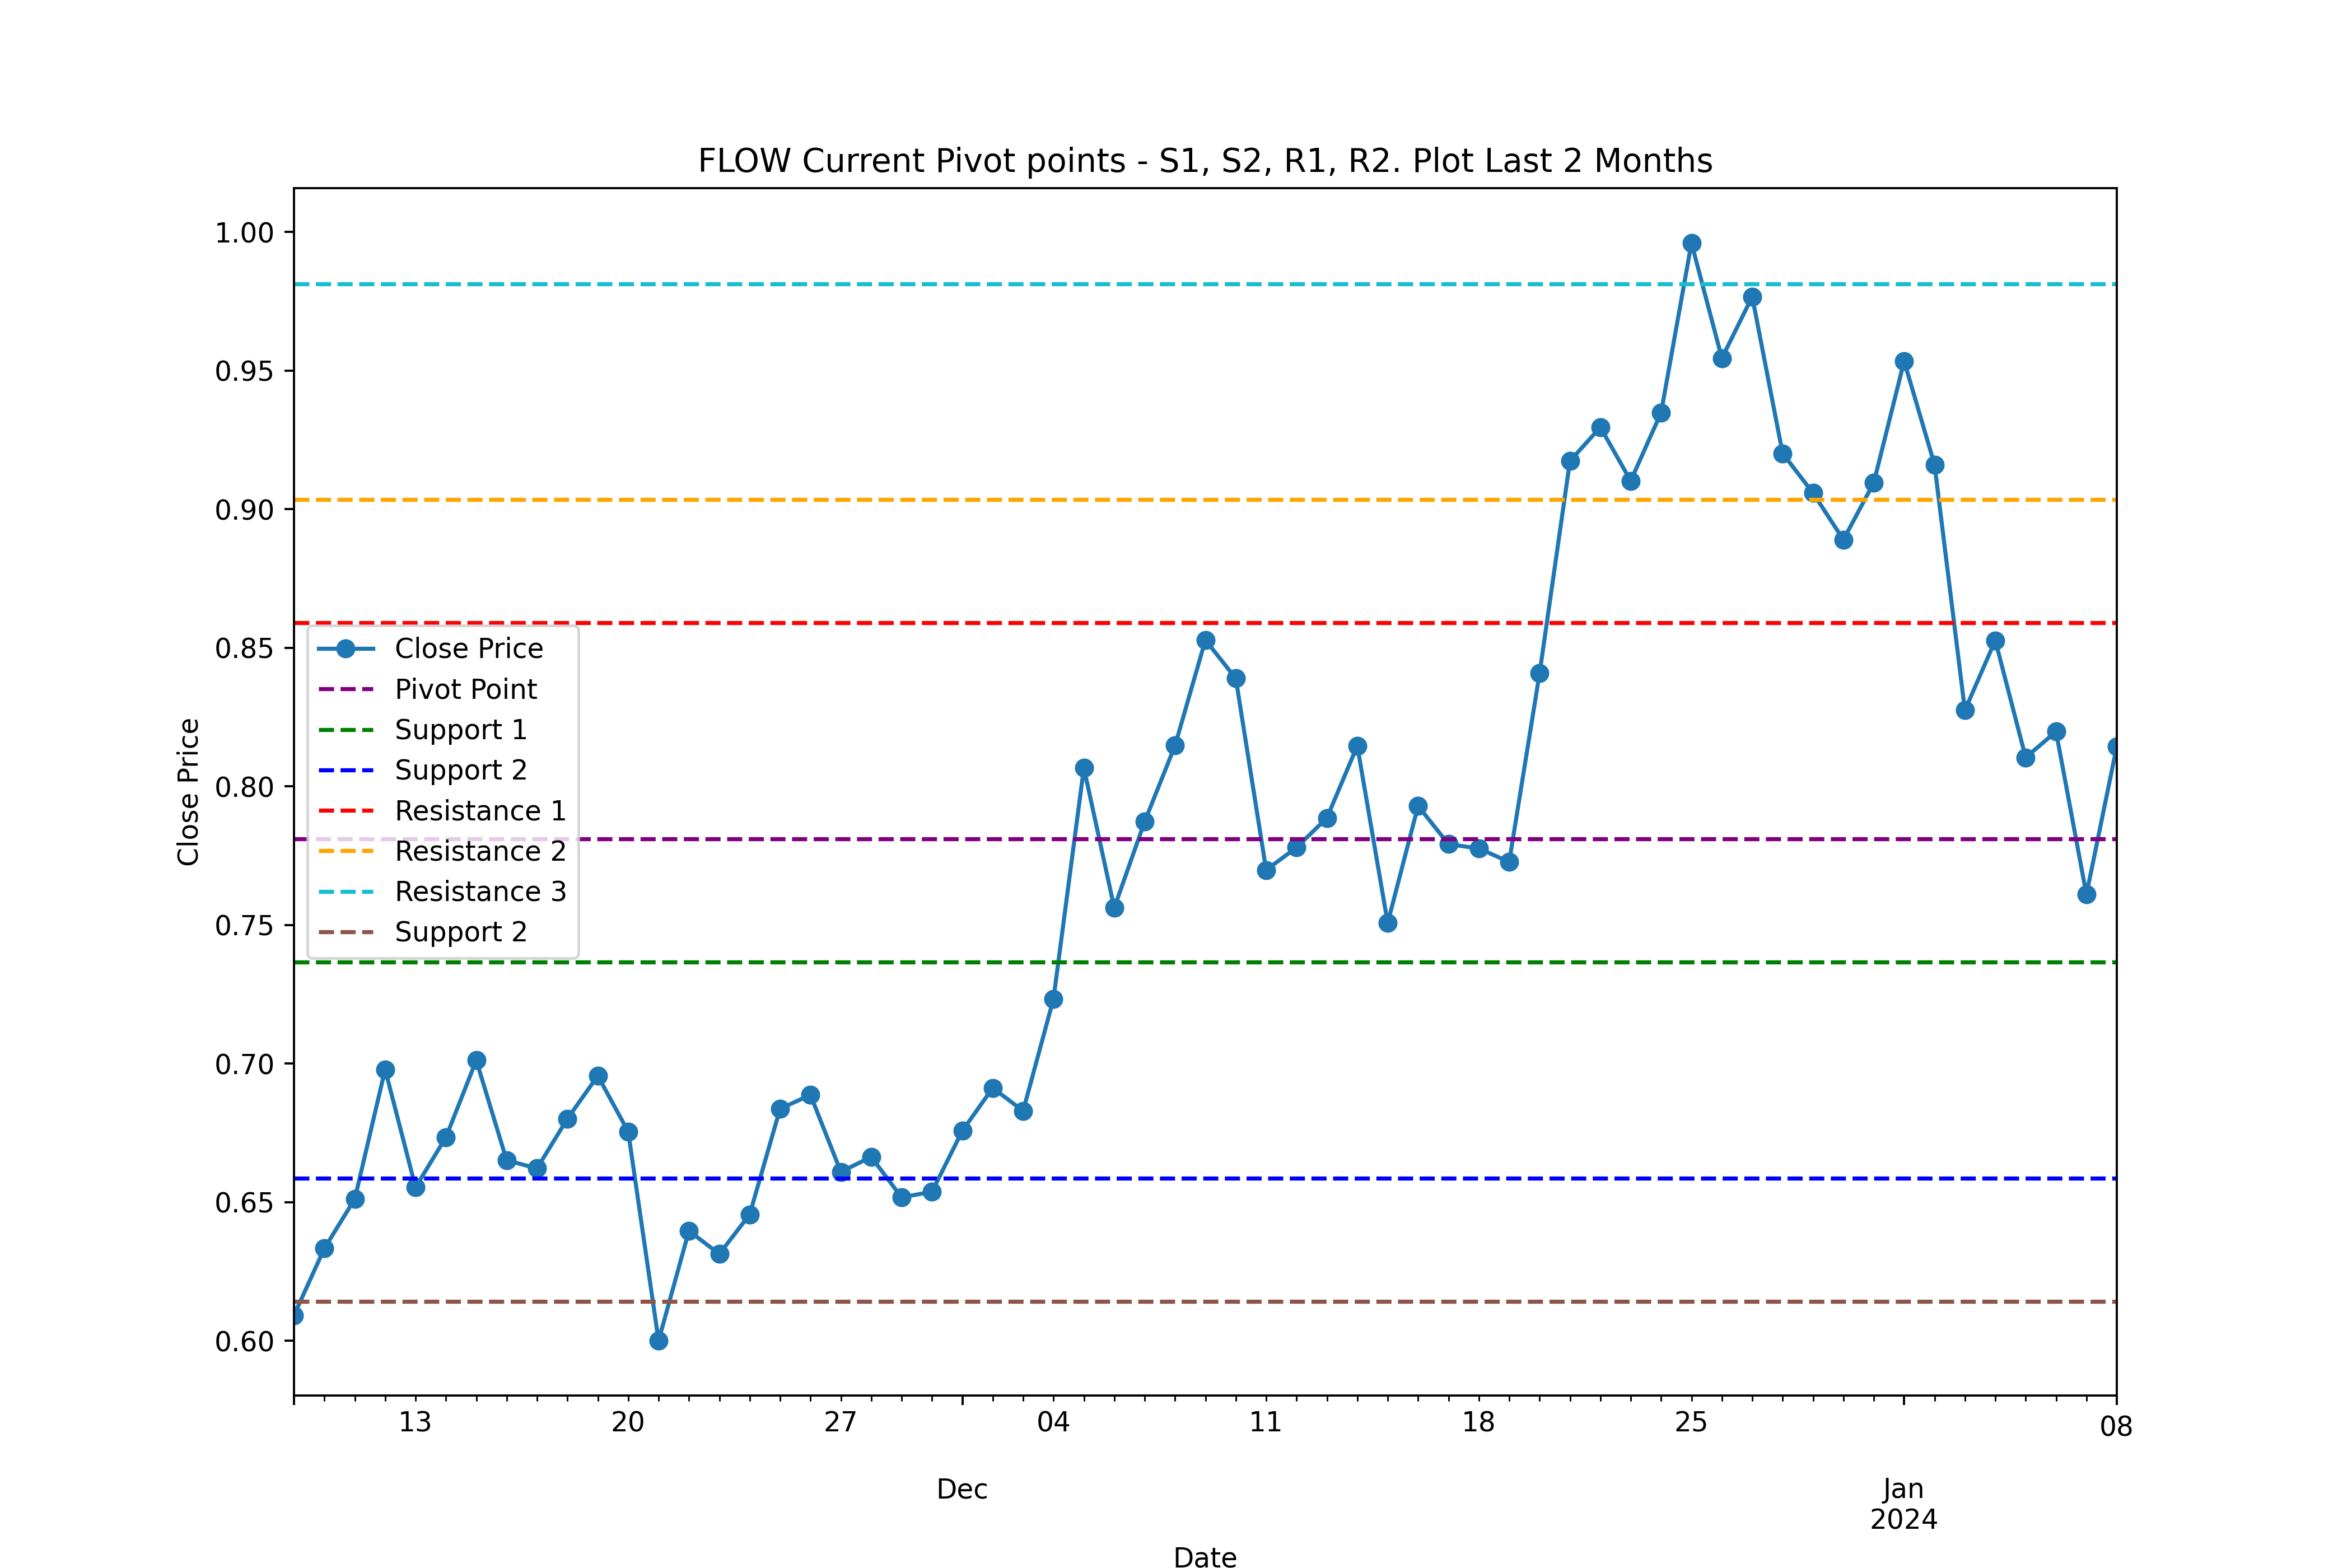 FLOW Current Pivot points - S1, S2, R1, R2. Plot Last 2 Months
1.00
0.95
0.90
0.85
0.80
0.75
0.70
0.65
0.60
Close Price
Close Price
Pivot Point
Support 1
Support 2
Resistance 1
Resistance 2
Resistance 3
Support 2
13 20 27 04 11 18 25 08
Dec Jan
2024
Date